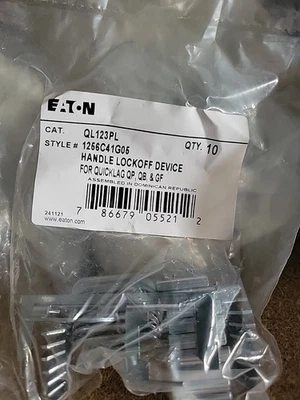 EATON
CAT. QL123PL
STYLE # 1256C41G05 QTY. 10
HANDLE LOCKOFF DEVICE
FOR QUICKLAG QP, QB, & GF
ASSEMBLED IN DOMINICAN REPUBLIC
7 86679 05521 2
241121
www.eaton.com